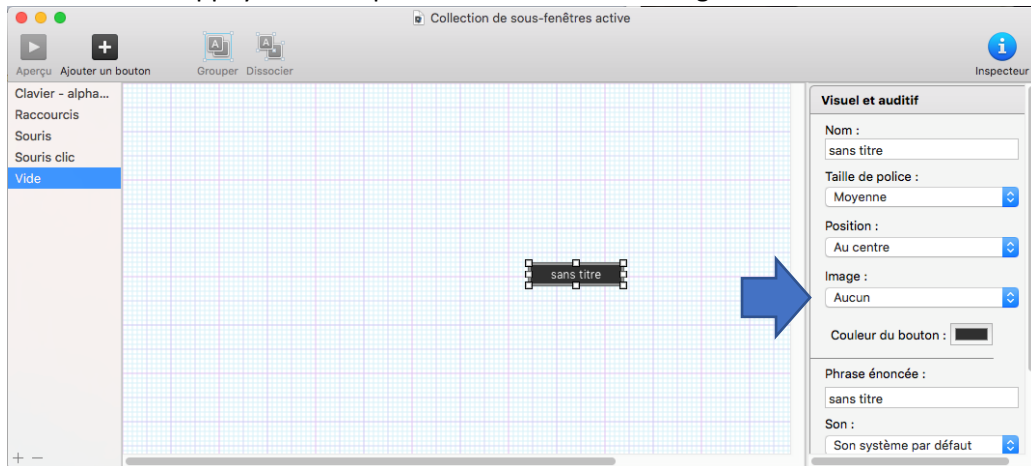 Collection de sous-fenêtres active
Aperçu Ajouter un bouton Grouper Dissocier Inspecteur
Clavier - alpha...
Raccourcis
Souris
Souris clic
Vide
sans titre
Visuel et auditif
Nom :
sans titre
Taille de police :
Moyenne
Position :
Au centre
Image :
Aucun
Couleur du bouton :
Phrase énoncée :
sans titre
Son :
Son système par défaut